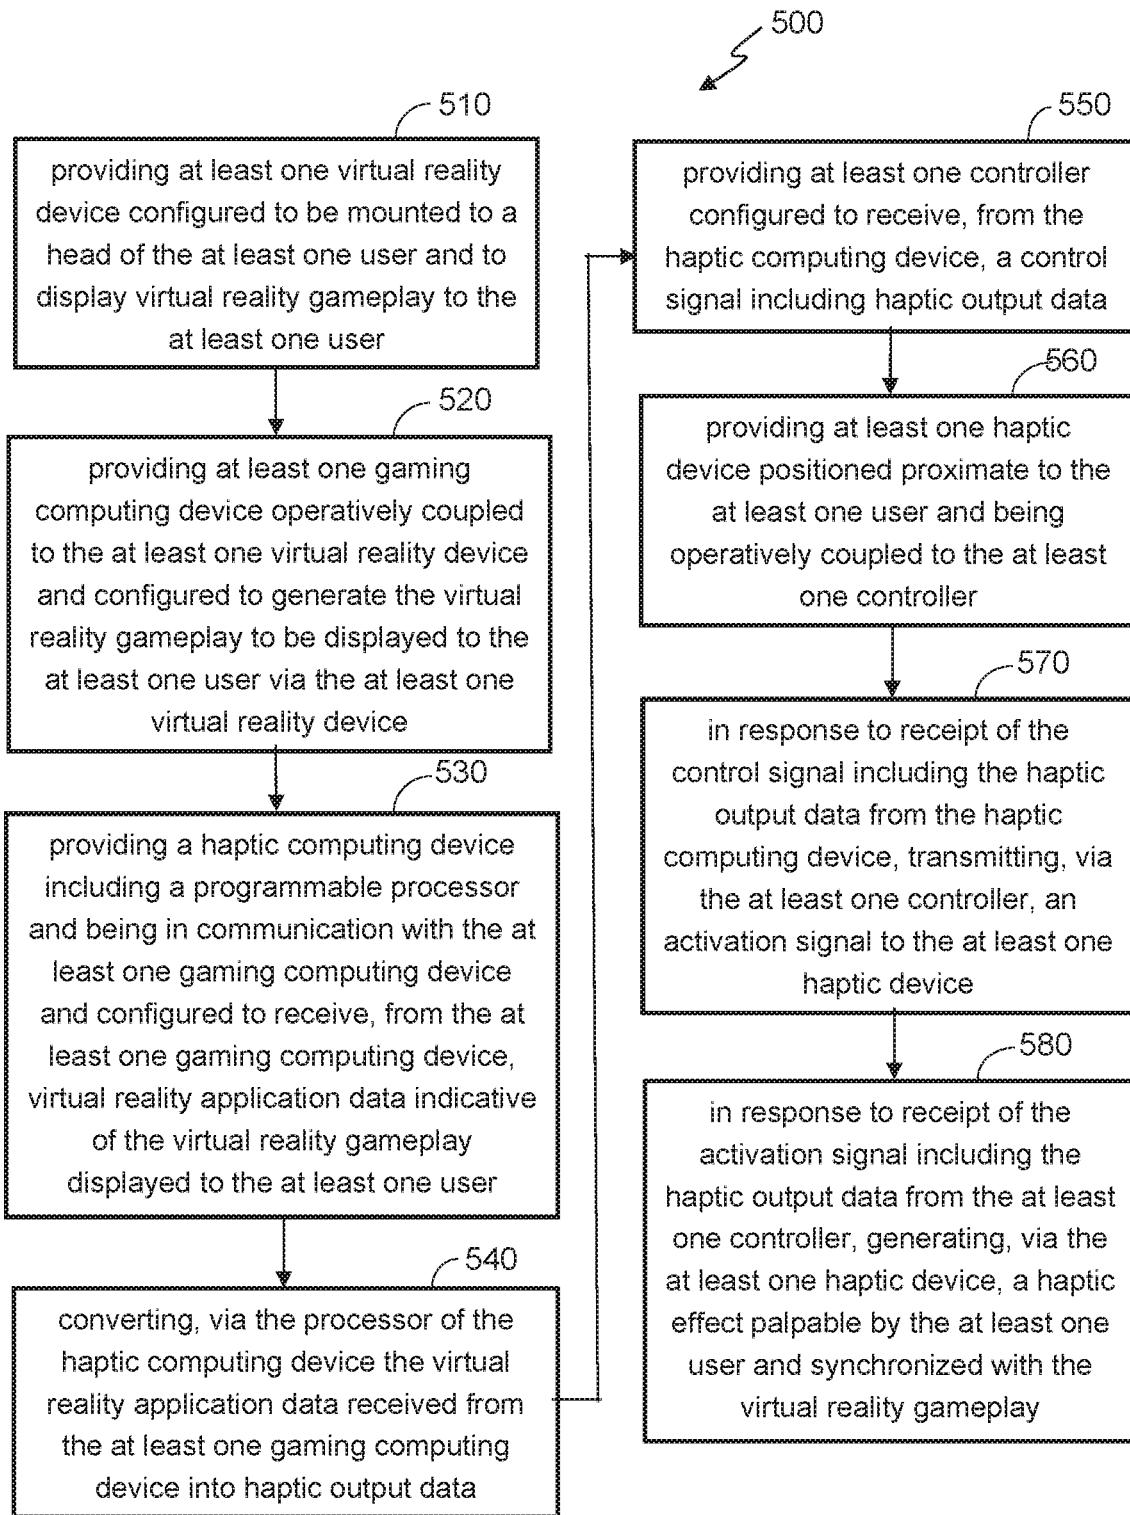 500
510
providing at least one virtual reality
device configured to be mounted to a
head of the at least one user and to
display virtual reality gameplay to the
at least one user
520
providing at least one gaming
computing device operatively coupled
to the at least one virtual reality device
and configured to generate the virtual
reality gameplay to be displayed to the
at least one user via the at least one
virtual reality device
530
providing a haptic computing device
including a programmable processor
and being in communication with the at
least one gaming computing device
and configured to receive, from the at
least one gaming computing device,
virtual reality application data indicative
of the virtual reality gameplay
displayed to the at least one user
540
converting, via the processor of the
haptic computing device the virtual
reality application data received from
the at least one gaming computing
device into haptic output data
550
providing at least one controller
configured to receive, from the
haptic computing device, a control
signal including haptic output data
560
providing at least one haptic
device positioned proximate to the
at least one user and being
operatively coupled to the at least
one controller
570
in response to receipt of the
control signal including the haptic
output data from the haptic
computing device, transmitting, via
the at least one controller, an
activation signal to the at least one
haptic device
580
in response to receipt of the
activation signal including the
haptic output data from the at least
one controller, generating, via the
at least one haptic device, a haptic
effect palpable by the at least one
user and synchronized with the
virtual reality gameplay